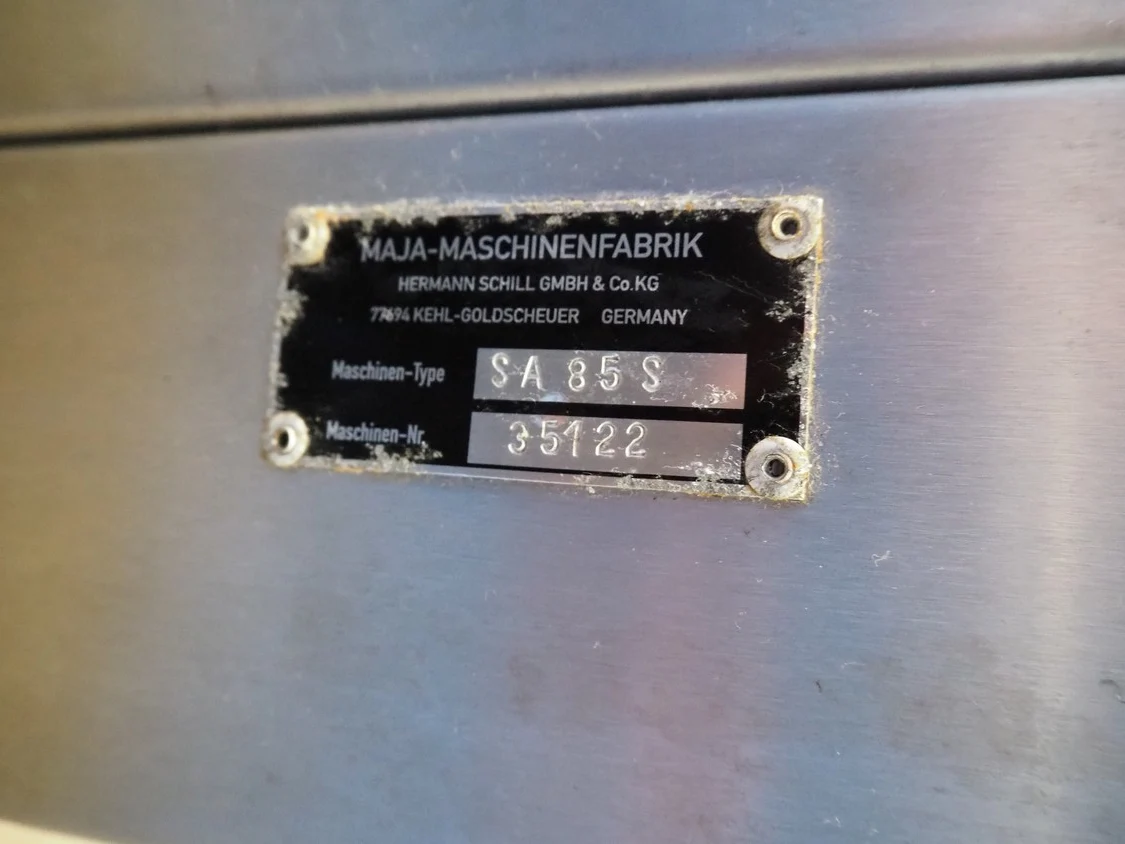 MAJA-MASCHINENFABRIK
HERMANN SCHILL GMBH & Co.KG
77694 KEHL-GOLDSCHEUER GERMANY
Maschinen-Type SA 85 S
Maschinen-Nr. 35122